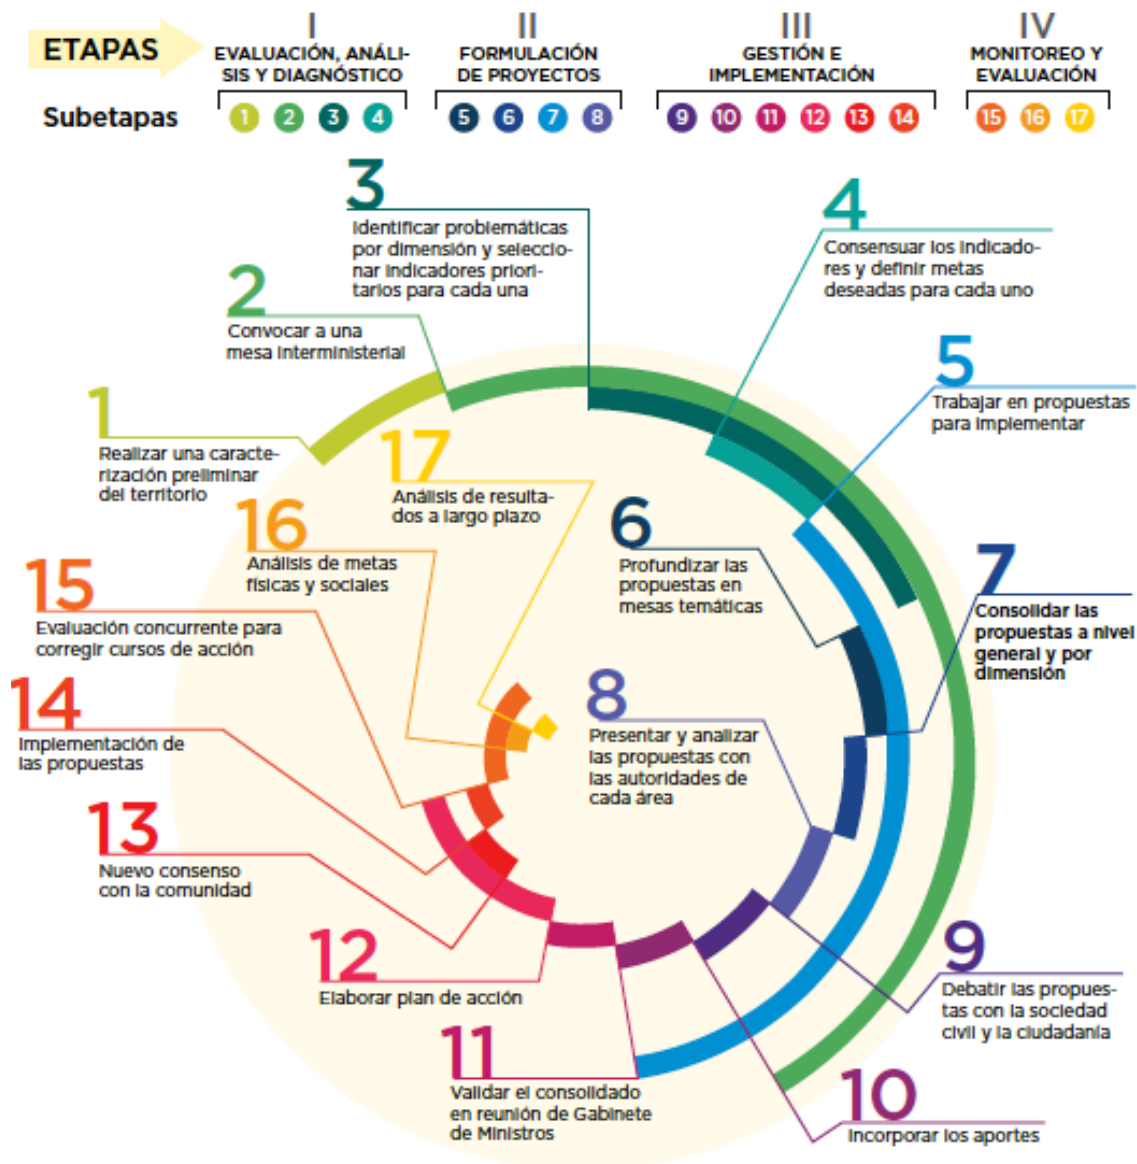 ETAPAS
I
EVALUACIÓN, ANÁLI-
SIS Y DIAGNÓSTICO
II
FORMULACIÓN
DE PROYECTOS
III
GESTIÓN E
IMPLEMENTACIÓN
IV
MONITOREO Y
EVALUACIÓN
Subetapas
1 2 3 4 5 6 7 8 9 10 11 12 13 14 15 16 17
1
Realizar una caracte-
rización preliminar
del territorio
2
Convocar a una
mesa interministerial
3
Identificar problemáticas
por dimensión y seleccio-
nar indicadores priori-
tarios para cada una
4
Consensuar los indicado-
res y definir metas
deseadas para cada uno
5
Trabajar en propuestas
para implementar
6
Profundizar las
propuestas en
mesas temáticas
7
Consolidar las
propuestas a nivel
general y por
dimensión
8
Presentar y analizar
las propuestas con
las autoridades de
cada área
9
Debatir las propues-
tas con la sociedad
civil y la ciudadanía
10
Incorporar los aportes
11
Validar el consolidado
en reunión de Gabinete
de Ministros
12
Elaborar plan de acción
13
Nuevo consenso
con la comunidad
14
Implementación de
las propuestas
15
Evaluación concurrente para
corregir cursos de acción
16
Análisis de metas
físicas y sociales
17
Análisis de resulta-
dos a largo plazo